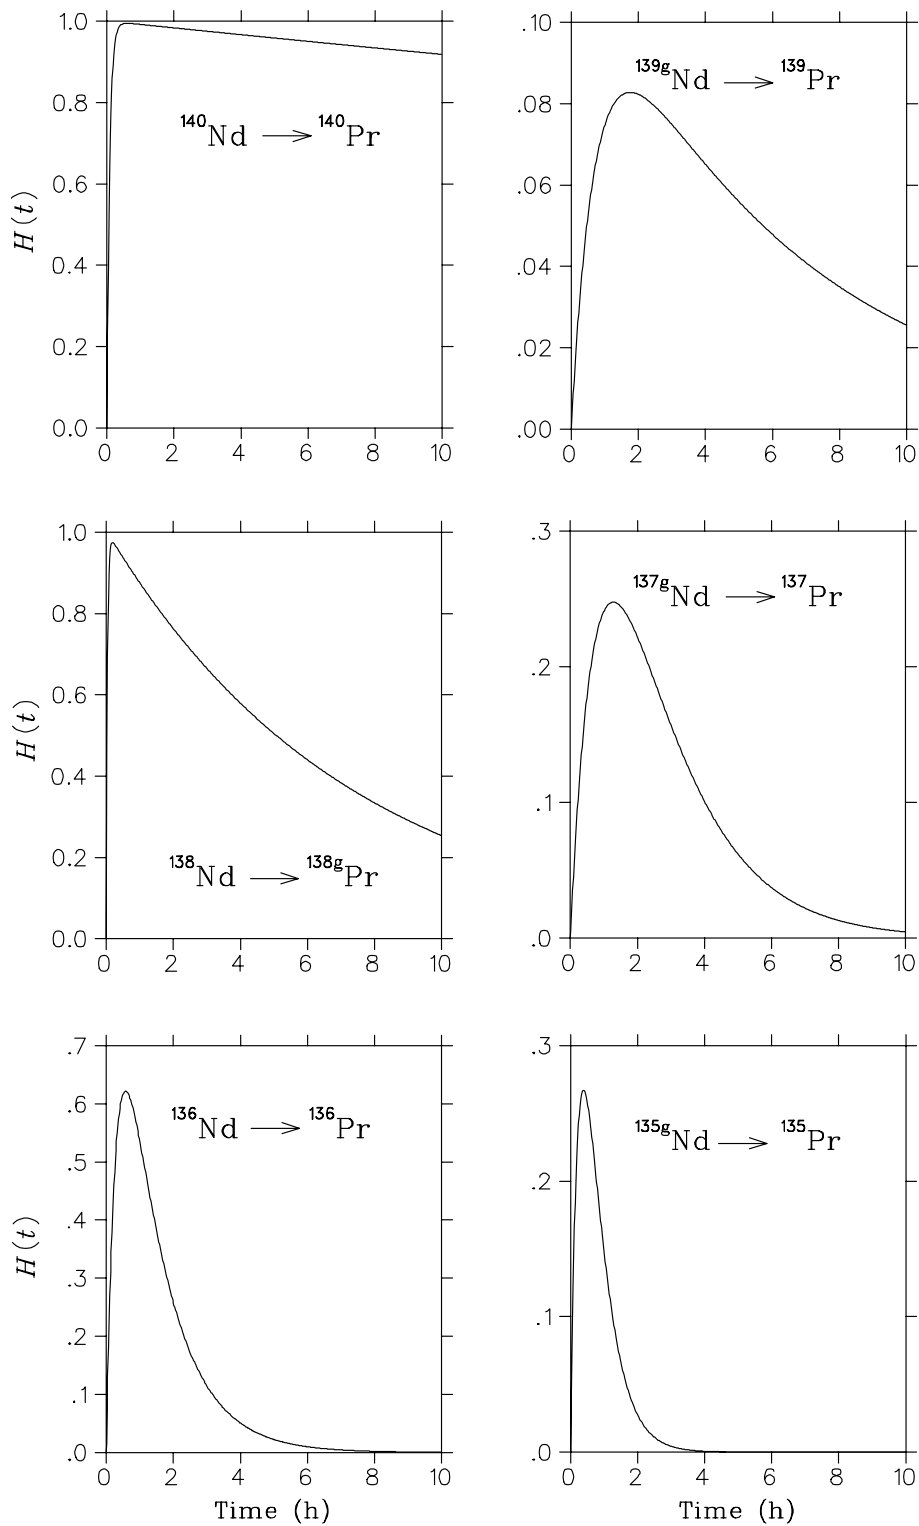 1.0
0.8
0.6
0.4
0.2
0.0
H(t)
140Nd → 140Pr
0 2 4 6 8 10
.10
.08
.06
.04
.02
.00
139gNd → 139Pr
0 2 4 6 8 10
1.0
0.8
0.6
0.4
0.2
0.0
H(t)
138Nd → 138gPr
0 2 4 6 8 10
.3
.2
.1
.0
137gNd → 137Pr
0 2 4 6 8 10
.7
.6
.5
.4
.3
.2
.1
.0
H(t)
136Nd → 136Pr
0 2 4 6 8 10
Time (h)
.3
.2
.1
.0
135gNd → 135Pr
0 2 4 6 8 10
Time (h)